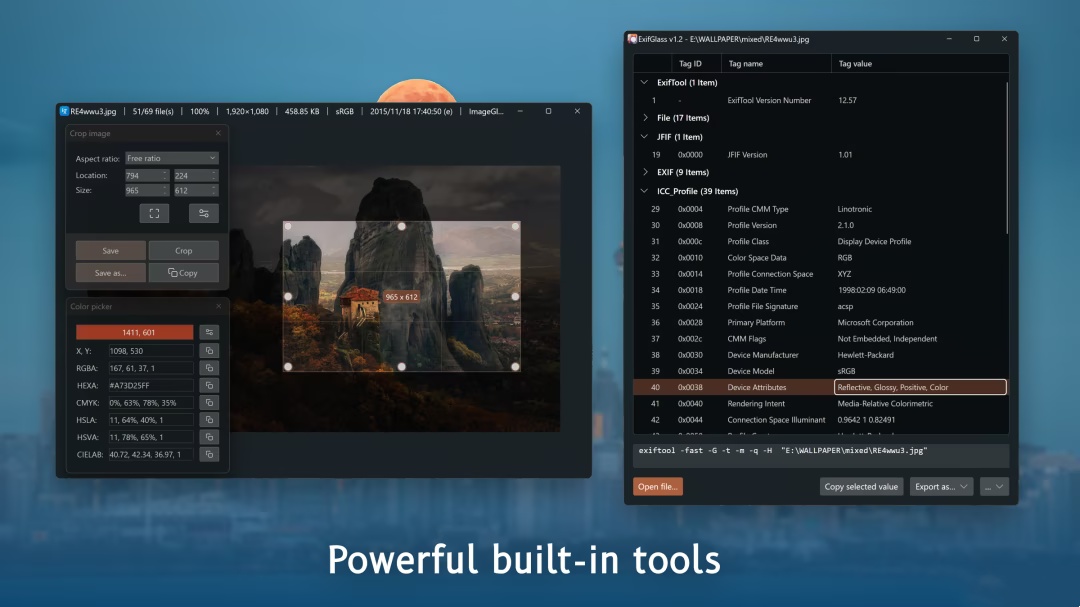 RE4wwu3.jpg | 51/69 file(s) | 100% | 1,920×1,080 | 458.85 KB | sRGB | 2015/11/18 17:40:50 (e) | ImageGl...
Crop image
Aspect ratio: Free ratio
Location: 794 224
Size: 965 612
Save Crop
Save as... Copy
965 x 612
Color picker
1411, 601
X, Y: 1098, 530
RGBA: 167, 61, 37, 1
HEXA: #A73D25FF
CMYK: 0%, 63%, 78%, 35%
HSLA: 11, 64%, 40%, 1
HSVA: 11, 78%, 65%, 1
CIELAB: 40.72, 42.34, 36.97, 1
ExifGlass v1.2 - E:\WALLPAPER\mixed\RE4wwu3.jpg
Tag ID Tag name Tag value
ExifTool (1 Item)
1 - ExifTool Version Number 12.57
File (17 Items)
JFIF (1 Item)
19 0x0000 JFIF Version 1.01
EXIF (9 Items)
ICC_Profile (39 Items)
29 0x0004 Profile CMM Type Linotronic
30 0x0008 Profile Version 2.1.0
31 0x000c Profile Class Display Device Profile
32 0x0010 Color Space Data RGB
33 0x0014 Profile Connection Space XYZ
34 0x0018 Profile Date Time 1998:02:09 06:49:00
35 0x0024 Profile File Signature acsp
36 0x0028 Primary Platform Microsoft Corporation
37 0x002c CMM Flags Not Embedded, Independent
38 0x0030 Device Manufacturer Hewlett-Packard
39 0x0034 Device Model sRGB
40 0x0038 Device Attributes Reflective, Glossy, Positive, Color
41 0x0040 Rendering Intent Media-Relative Colorimetric
42 0x0044 Connection Space Illuminant 0.9642 1 0.82491
exiftool -fast -G -t -m -q -H "E:\WALLPAPER\mixed\RE4wwu3.jpg"
Open file... Copy selected value Export as... ...
Powerful built-in tools